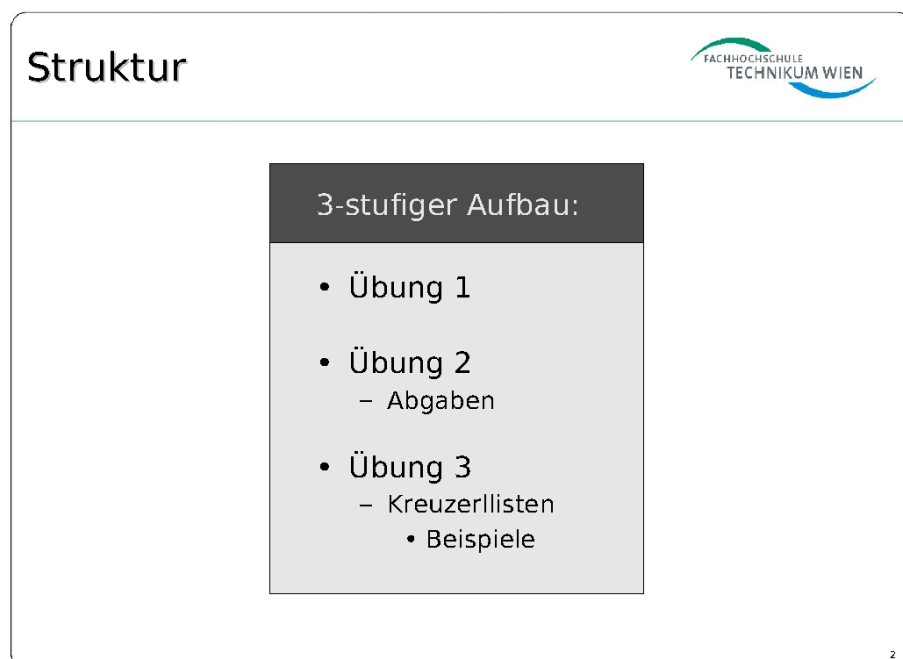 Struktur
FACHHOCHSCHULE
TECHNIKUM WIEN
3-stufiger Aufbau:
• Übung 1
• Übung 2
– Abgaben
• Übung 3
– Kreuzerllisten
• Beispiele
2